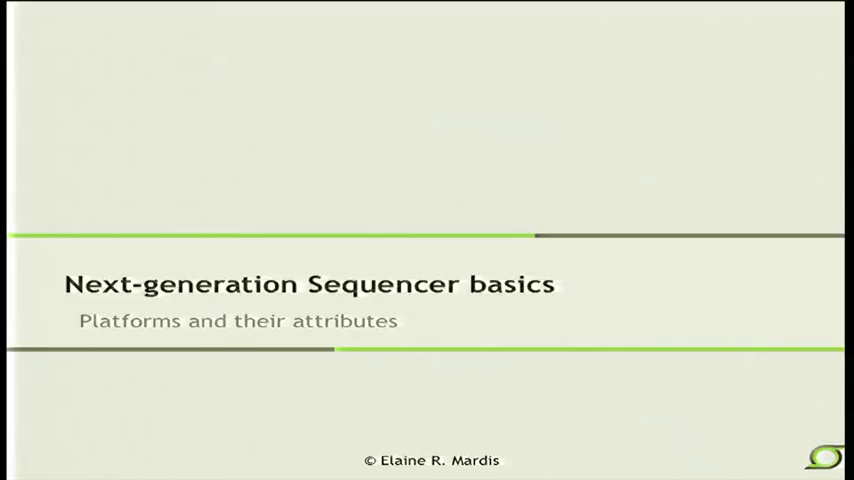 Next-generation Sequencer basics
Platforms and their attributes
© Elaine R. Mardis